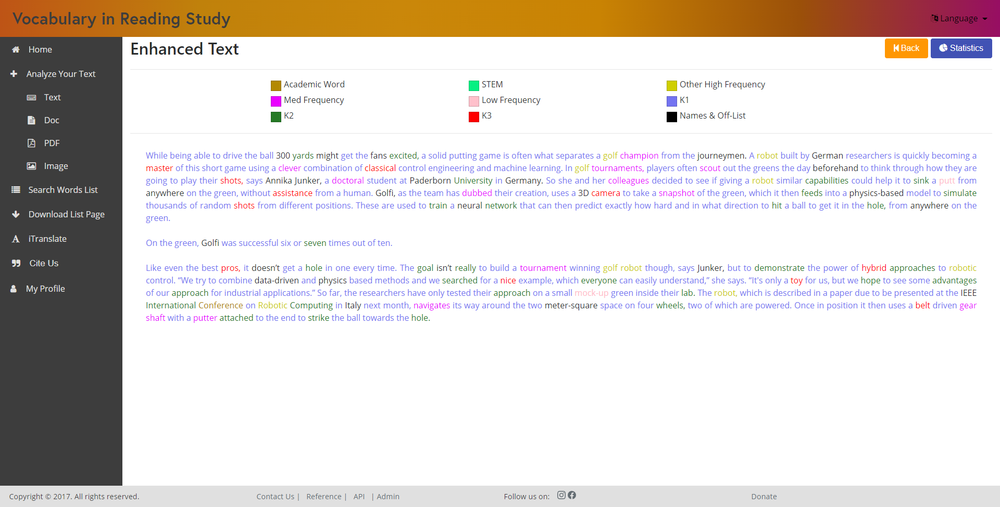 Vocabulary in Reading Study
Language
Home
Analyze Your Text
Text
Doc
PDF
Image
Search Words List
Download List Page
iTranslate
Cite Us
My Profile
Enhanced Text
Back
Statistics
Academic Word
STEM
Other High Frequency
Med Frequency
Low Frequency
K1
K2
K3
Names & Off-List
While being able to drive the ball 300 yards might get the fans excited, a solid putting game is often what separates a golf champion from the journeymen. A robot built by German researchers is quickly becoming a
master of this short game using a clever combination of classical control engineering and machine learning. In golf tournaments, players often scout out the greens the day beforehand to think through how they are
going to play their shots, says Annika Junker, a doctoral student at Paderborn University in Germany. So she and her colleagues decided to see if giving a robot similar capabilities could help it to sink a putt from
anywhere on the green, without assistance from a human. Golfi, as the team has dubbed their creation, uses a 3D camera to take a snapshot of the green, which it then feeds into a physics-based model to simulate
thousands of random shots from different positions. These are used to train a neural network that can then predict exactly how hard and in what direction to hit a ball to get it in the hole, from anywhere on the
green.
On the green, Golfi was successful six or seven times out of ten.
Like even the best pros, it doesn’t get a hole in one every time. The goal isn’t really to build a tournament winning golf robot though, says Junker, but to demonstrate the power of hybrid approaches to robotic
control. “We try to combine data-driven and physics based methods and we searched for a nice example, which everyone can easily understand,” she says. “It's only a toy for us, but we hope to see some advantages
of our approach for industrial applications.” So far, the researchers have only tested their approach on a small mock-up green inside their lab. The robot, which is described in a paper due to be presented at the IEEE
International Conference on Robotic Computing in Italy next month, navigates its way around the two meter-square space on four wheels, two of which are powered. Once in position it then uses a belt driven gear
shaft with a putter attached to the end to strike the ball towards the hole.
Copyright © 2017. All rights reserved.
Contact Us | Reference | API | Admin
Follow us on:
Donate